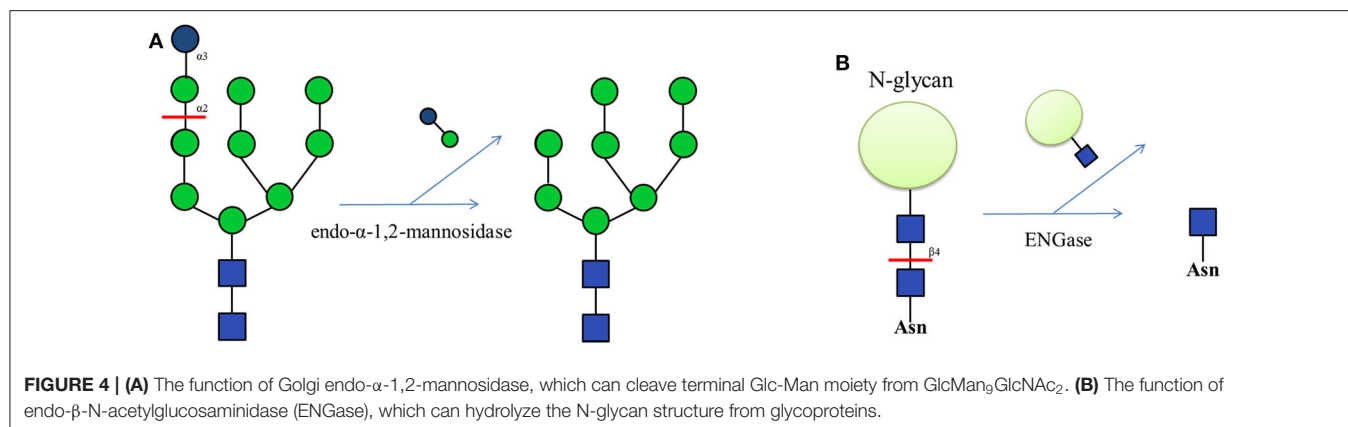 A
α3
α2
endo-α-1,2-mannosidase
B
N-glycan
β4
Asn
ENGase
Asn
FIGURE 4 | (A) The function of Golgi endo-α-1,2-mannosidase, which can cleave terminal Glc-Man moiety from GlcMan₉GlcNAc₂. (B) The function of
endo-β-N-acetylglucosaminidase (ENGase), which can hydrolyze the N-glycan structure from glycoproteins.